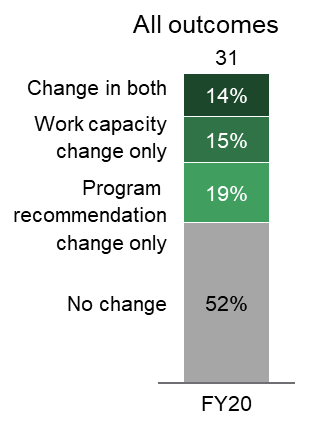 All outcomes
31
Change in both
14%
Work capacity
change only
15%
Program
recommendation
change only
19%
No change
52%
FY20